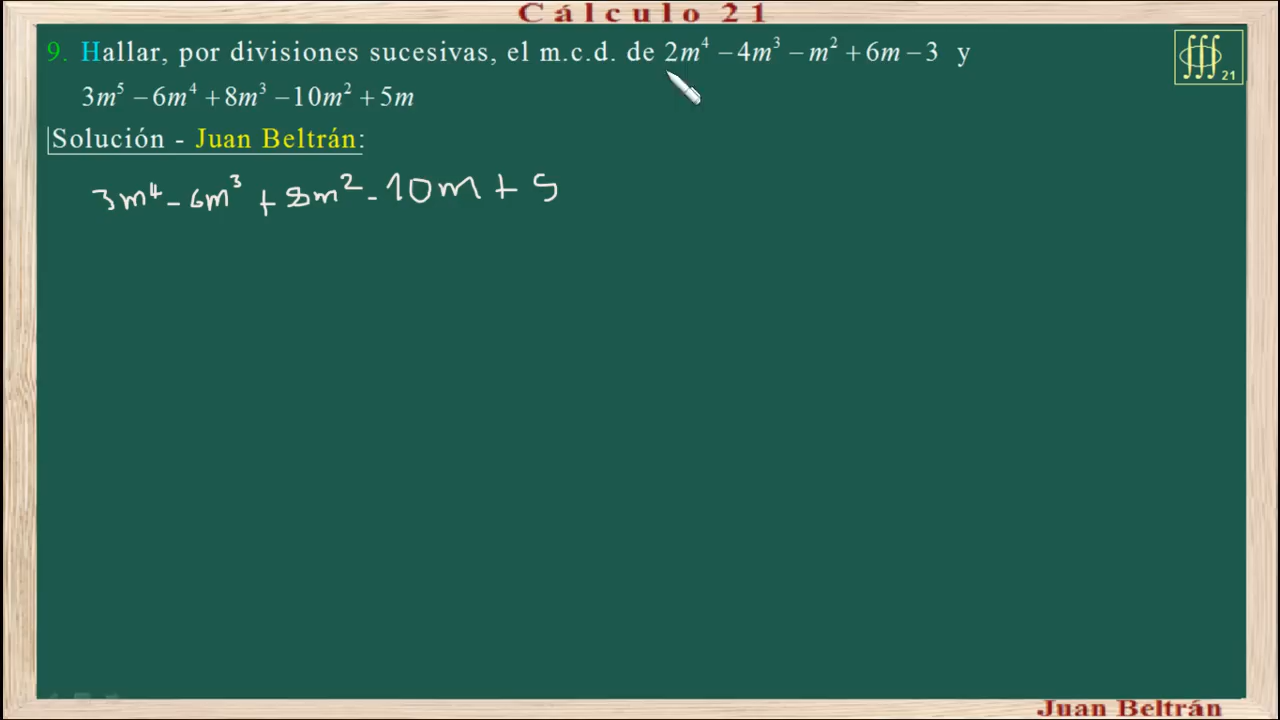 Cálculo 21
9. Hallar, por divisiones sucesivas, el m.c.d. de 2m⁴ − 4m³ − m² + 6m − 3 y
3m⁵ − 6m⁴ + 8m³ − 10m² + 5m
∫∫∫ 21
Solución - Juan Beltrán:
3m⁴ - 6m³ + 8m² - 10m + 5
Juan Beltrán